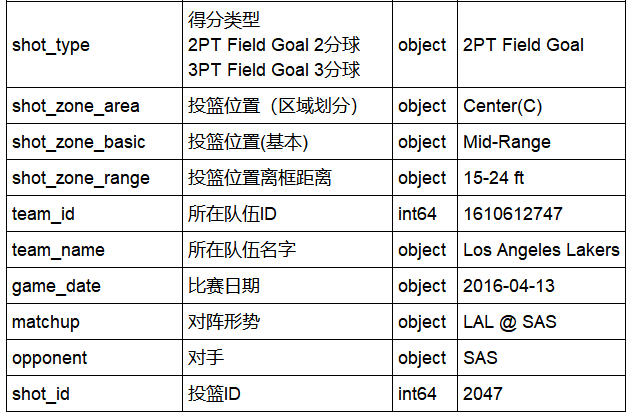 得分类型
shot_type 2PT Field Goal 2分球 object 2PT Field Goal
3PT Field Goal 3分球
shot_zone_area 投篮位置（区域划分） object Center(C)
shot_zone_basic 投篮位置(基本) object Mid-Range
shot_zone_range 投篮位置离框距离 object 15-24 ft
team_id 所在队伍ID int64 1610612747
team_name 所在队伍名字 object Los Angeles Lakers
game_date 比赛日期 object 2016-04-13
matchup 对阵形势 object LAL @ SAS
opponent 对手 object SAS
shot_id 投篮ID int64 2047